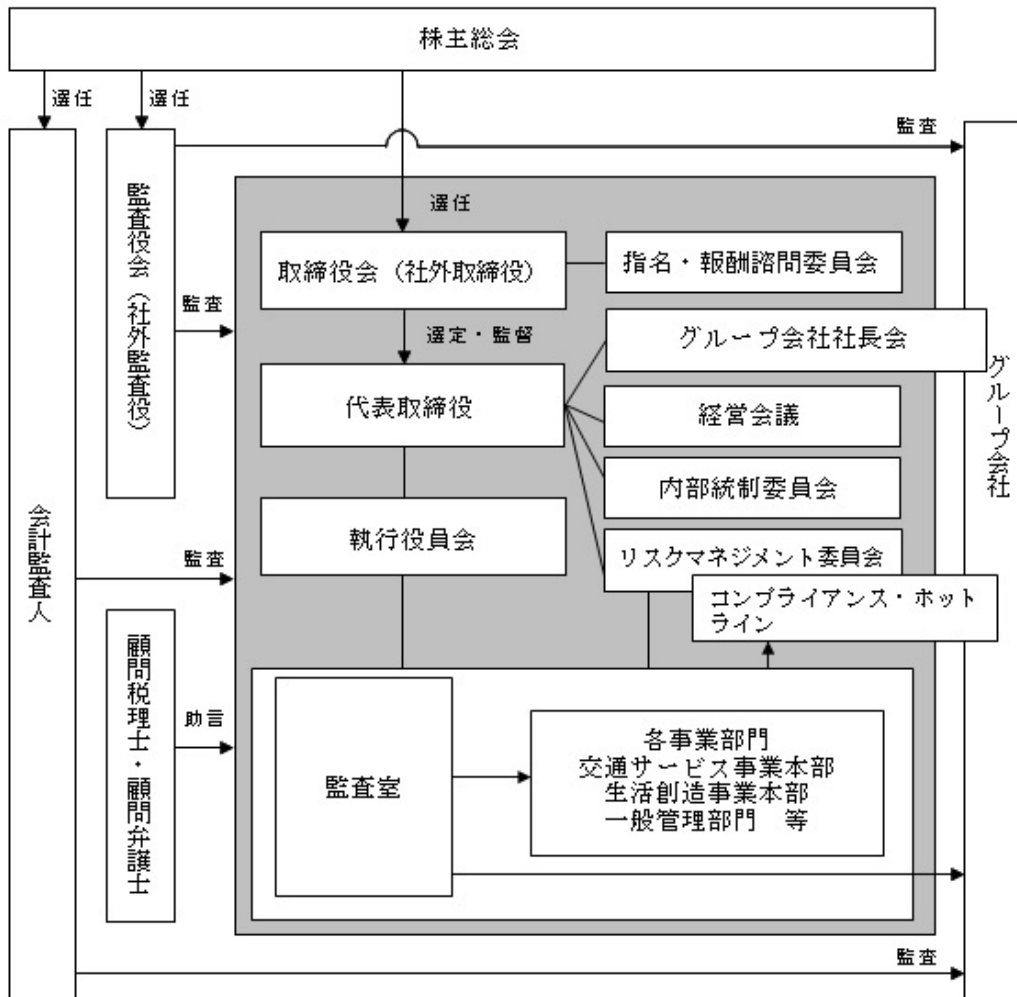 株主総会
選任
選任
監査
選任
監査役会（社外監査役）
取締役会（社外取締役）
指名・報酬諮問委員会
監査
選定・監督
グループ会社社長会
グループ会社
代表取締役
経営会議
内部統制委員会
執行役員会
リスクマネジメント委員会
会計監査人
監査
コンプライアンス・ホット
ライン
顧問税理士・顧問弁護士
助言
監査室
各事業部門
交通サービス事業本部
生活創造事業本部
一般管理部門　等
監査